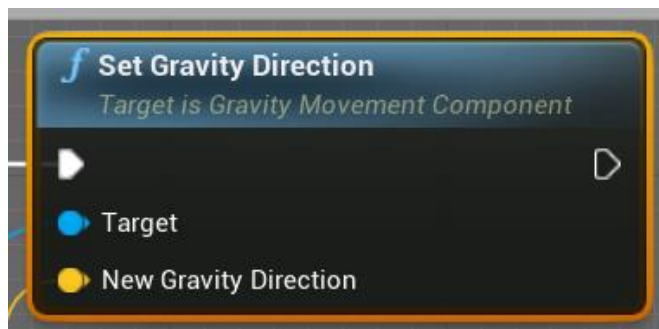 f Set Gravity Direction
Target is Gravity Movement Component
Target
New Gravity Direction